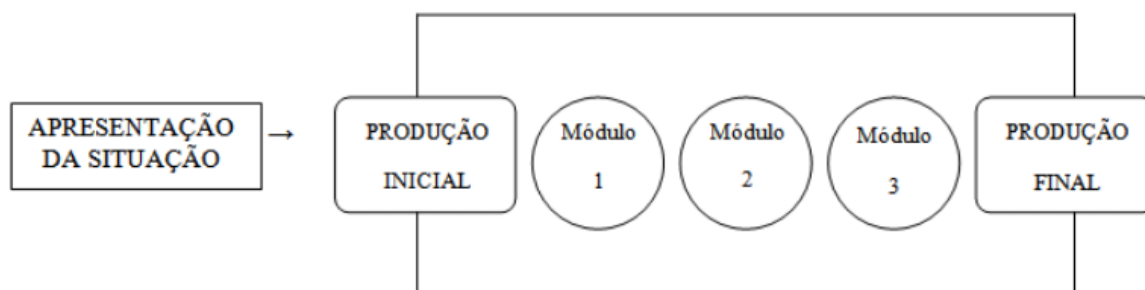 APRESENTAÇÃO
DA SITUAÇÃO
→
PRODUÇÃO
INICIAL
Módulo
1
Módulo
2
Módulo
3
PRODUÇÃO
FINAL